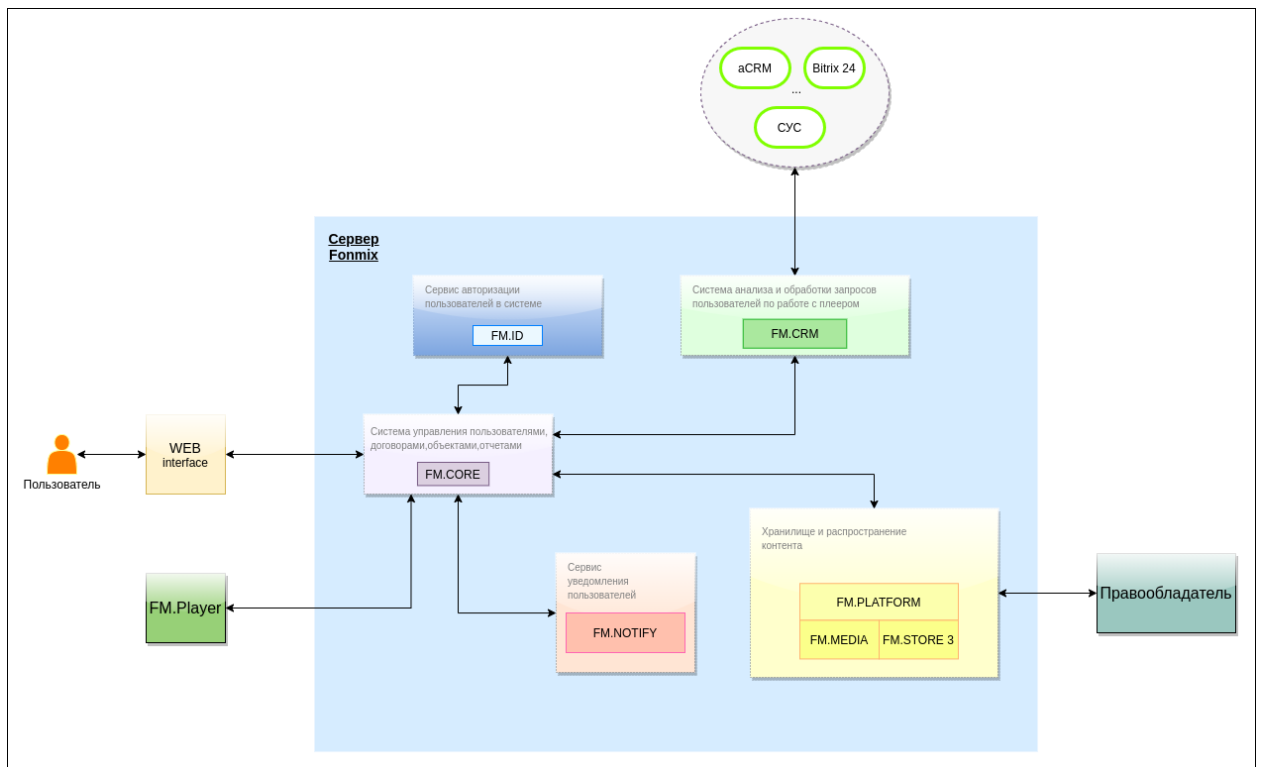 aCRM
Bitrix 24
...
СУС
Сервер
Fonmix
Сервис авторизации
пользователей в системе
FM.ID
Система анализа и обработки запросов
пользователей по работе с плеером
FM.CRM
Система управления пользователями,
договорами,объектами,отчетами
FM.CORE
WEB
interface
Пользователь
FM.Player
Сервис
уведомления
пользователей
FM.NOTIFY
Хранилище и распространение
контента
FM.PLATFORM
FM.MEDIA
FM.STORE 3
Правообладатель